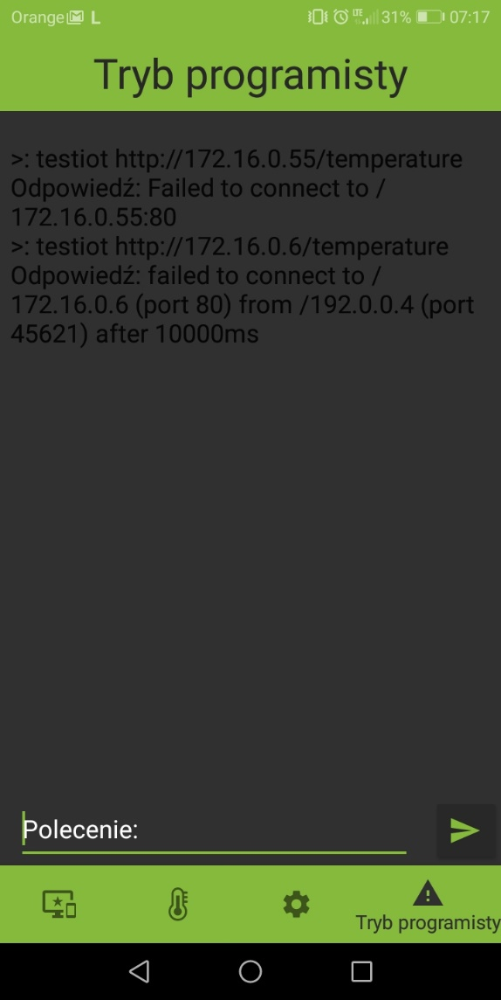 Orange L LTE 31% 07:17
Tryb programisty
>: testiot http://172.16.0.55/temperature
Odpowiedź: Failed to connect to /
172.16.0.55:80
>: testiot http://172.16.0.6/temperature
Odpowiedź: failed to connect to /
172.16.0.6 (port 80) from /192.0.0.4 (port
45621) after 10000ms
Polecenie:
Tryb programisty